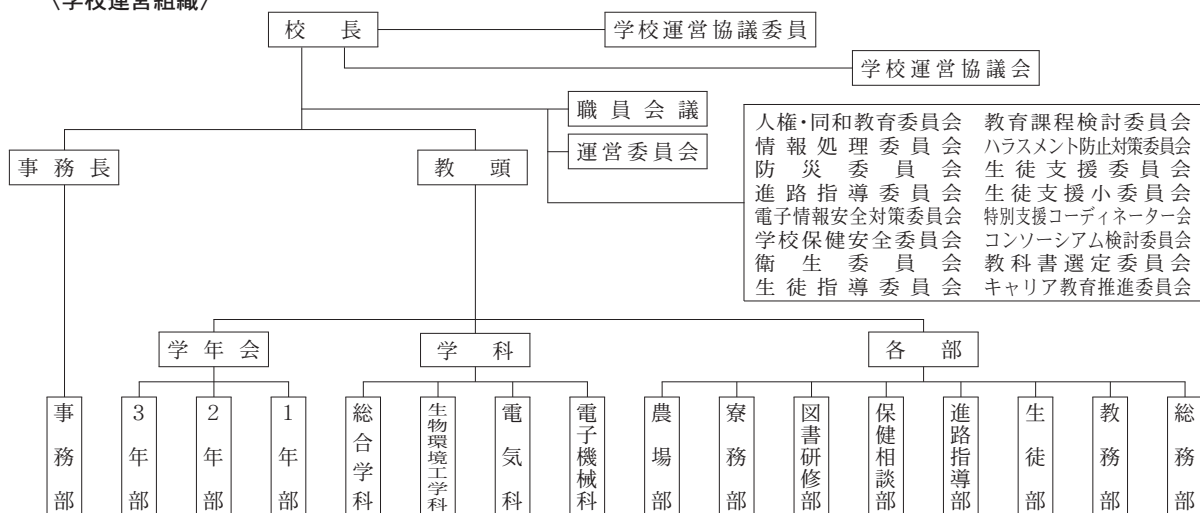 〈学校運営組織〉
校長
学校運営協議委員
学校運営協議会
職員会議
運営委員会
人権・同和教育委員会 教育課程検討委員会
情報処理委員会 ハラスメント防止対策委員会
防災委員会 生徒支援委員会
進路指導委員会 生徒支援小委員会
電子情報安全対策委員会 特別支援コーディネーター会
学校保健安全委員会 コンソーシアム検討委員会
衛生委員会 教科書選定委員会
生徒指導委員会 キャリア教育推進委員会
事務長
教頭
学年会
学科
各部
事務部
3年部
2年部
1年部
総合学科
生物環境工学科
電気科
電子機械科
農場部
寮務部
図書研修部
保健相談部
進路指導部
生徒部
教務部
総務部